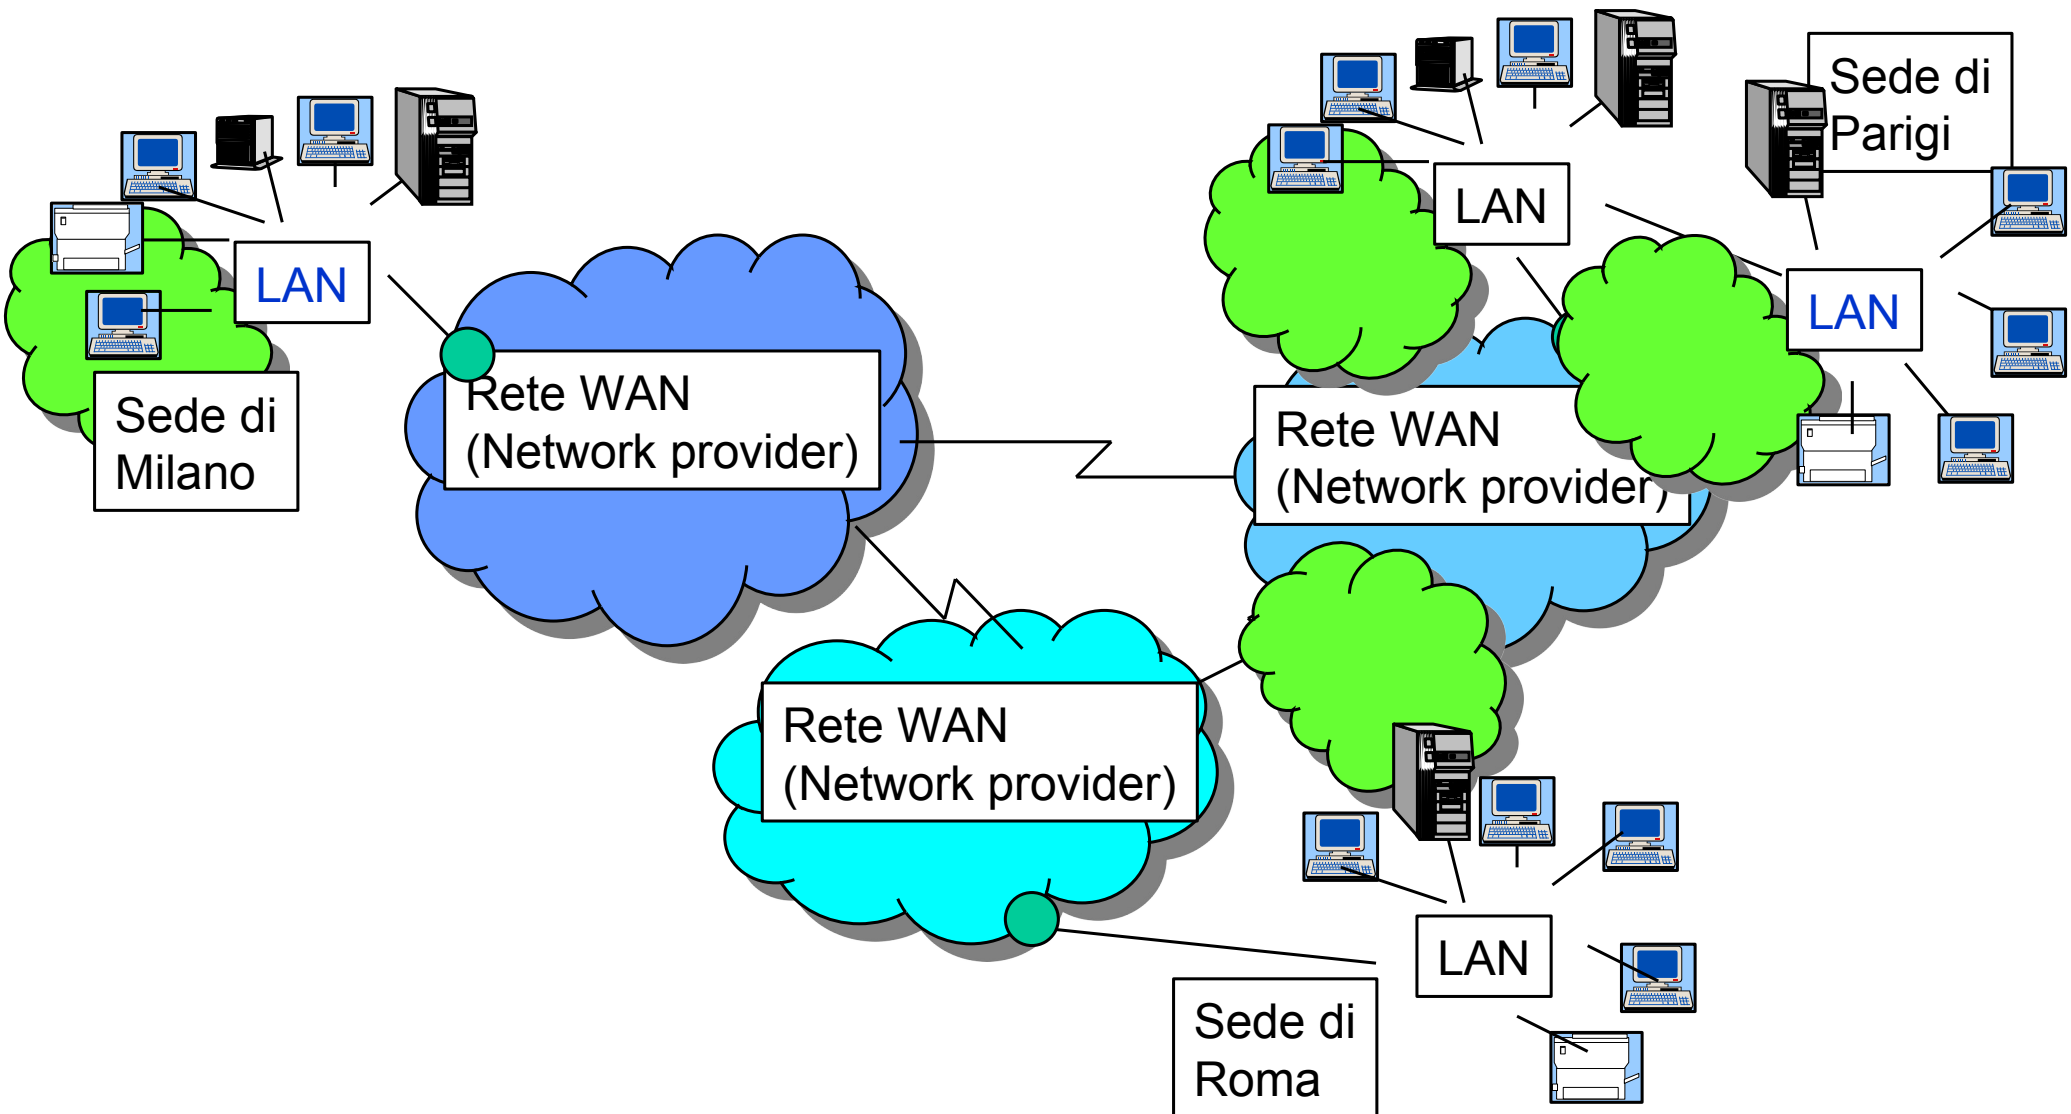 Sede di
Parigi
LAN
LAN
LAN
Rete WAN
(Network provider)
Rete WAN
(Network provider)
Sede di
Milano
Rete WAN
(Network provider)
LAN
Sede di
Roma